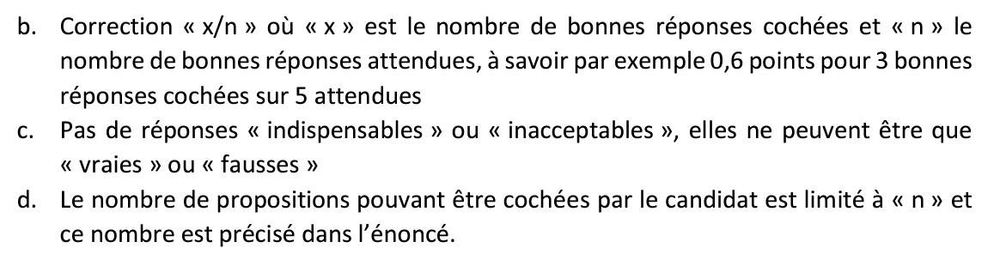 b. Correction « x/n » où « x » est le nombre de bonnes réponses cochées et « n » le
nombre de bonnes réponses attendues, à savoir par exemple 0,6 points pour 3 bonnes
réponses cochées sur 5 attendues
c. Pas de réponses « indispensables » ou « inacceptables », elles ne peuvent être que
« vraies » ou « fausses »
d. Le nombre de propositions pouvant être cochées par le candidat est limité à « n » et
ce nombre est précisé dans l’énoncé.